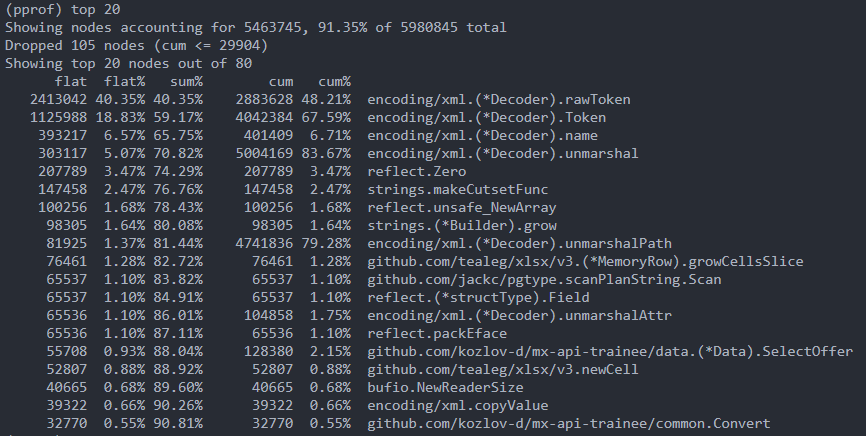 (pprof) top 20
Showing nodes accounting for 5463745, 91.35% of 5980845 total
Dropped 105 nodes (cum <= 29904)
Showing top 20 nodes out of 80
flat flat% sum% cum cum%
2413042 40.35% 40.35% 2883628 48.21% encoding/xml.(*Decoder).rawToken
1125988 18.83% 59.17% 4042384 67.59% encoding/xml.(*Decoder).Token
393217 6.57% 65.75% 401409 6.71% encoding/xml.(*Decoder).name
303117 5.07% 70.82% 5004169 83.67% encoding/xml.(*Decoder).unmarshal
207789 3.47% 74.29% 207789 3.47% reflect.Zero
147458 2.47% 76.76% 147458 2.47% strings.makeCutsetFunc
100256 1.68% 78.43% 100256 1.68% reflect.unsafe_NewArray
98305 1.64% 80.08% 98305 1.64% strings.(*Builder).grow
81925 1.37% 81.44% 4741836 79.28% encoding/xml.(*Decoder).unmarshalPath
76461 1.28% 82.72% 76461 1.28% github.com/tealeg/xlsx/v3.(*MemoryRow).growCellsSlice
65537 1.10% 83.82% 65537 1.10% github.com/jackc/pgtype.scanPlanString.Scan
65537 1.10% 84.91% 65537 1.10% reflect.(*structType).Field
65536 1.10% 86.01% 104858 1.75% encoding/xml.(*Decoder).unmarshalAttr
65536 1.10% 87.11% 65536 1.10% reflect.packEface
55708 0.93% 88.04% 128380 2.15% github.com/kozlov-d/mx-api-trainee/data.(*Data).SelectOffer
52807 0.88% 88.92% 52807 0.88% github.com/tealeg/xlsx/v3.newCell
40665 0.68% 89.60% 40665 0.68% bufio.NewReaderSize
39322 0.66% 90.26% 39322 0.66% encoding/xml.copyValue
32770 0.55% 90.81% 32770 0.55% github.com/kozlov-d/mx-api-trainee/common.Convert